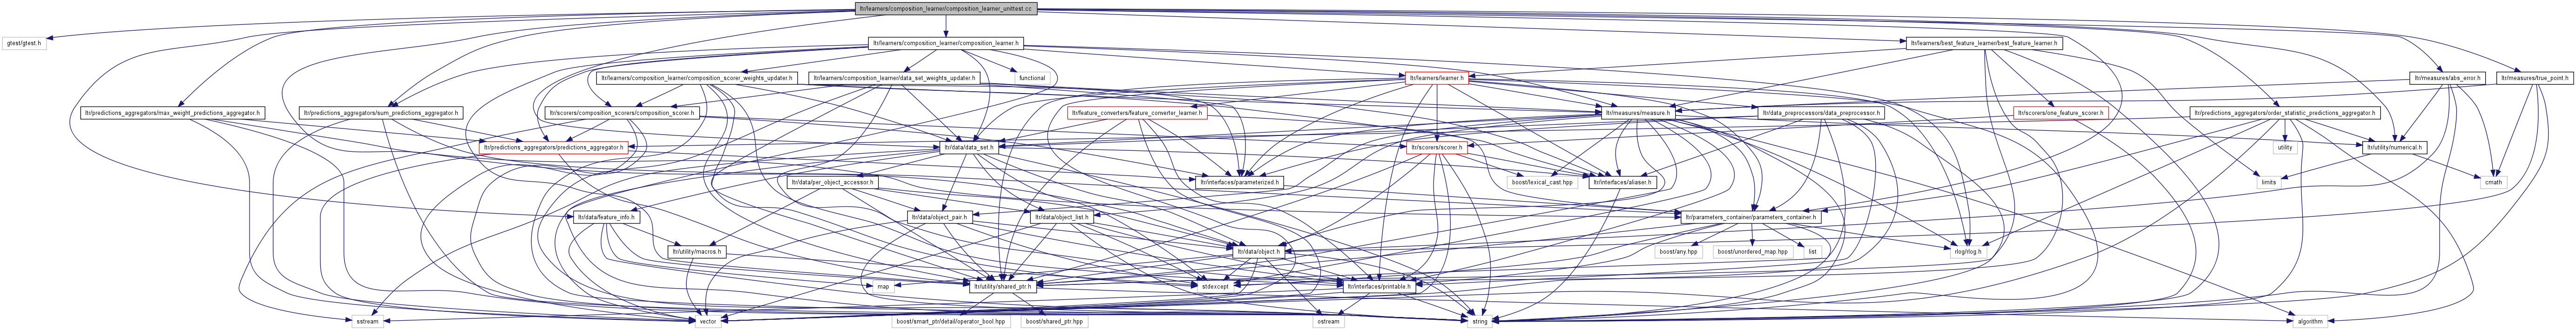 ltr/learners/composition_learner/composition_learner_unittest.cc
gtest/gtest.h
ltr/learners/composition_learner/composition_learner.h
ltr/learners/best_feature_learner/best_feature_learner.h
ltr/learners/composition_learner/composition_scorer_weights_updater.h
ltr/learners/composition_learner/data_set_weights_updater.h
functional
ltr/learners/learner.h
ltr/measures/abs_error.h
ltr/measures/true_point.h
ltr/predictions_aggregators/max_weight_predictions_aggregator.h
ltr/predictions_aggregators/sum_predictions_aggregator.h
ltr/scorers/composition_scorers/composition_scorer.h
ltr/feature_converters/feature_converter_learner.h
ltr/measures/measure.h
ltr/data_preprocessors/data_preprocessor.h
ltr/scorers/one_feature_scorer.h
ltr/predictions_aggregators/order_statistic_predictions_aggregator.h
ltr/predictions_aggregators/predictions_aggregator.h
ltr/data/data_set.h
ltr/scorers/scorer.h
utility
ltr/utility/numerical.h
ltr/data/per_object_accessor.h
ltr/interfaces/parameterized.h
boost/lexical_cast.hpp
ltr/interfaces/aliaser.h
limits
cmath
ltr/data/feature_info.h
ltr/data/object_pair.h
ltr/data/object_list.h
ltr/parameters_container/parameters_container.h
ltr/utility/macros.h
ltr/data/object.h
boost/any.hpp
boost/unordered_map.hpp
list
rlog/rlog.h
map
ltr/utility/shared_ptr.h
stdexcept
ltr/interfaces/printable.h
sstream
vector
boost/smart_ptr/detail/operator_bool.hpp
boost/shared_ptr.hpp
ostream
string
algorithm